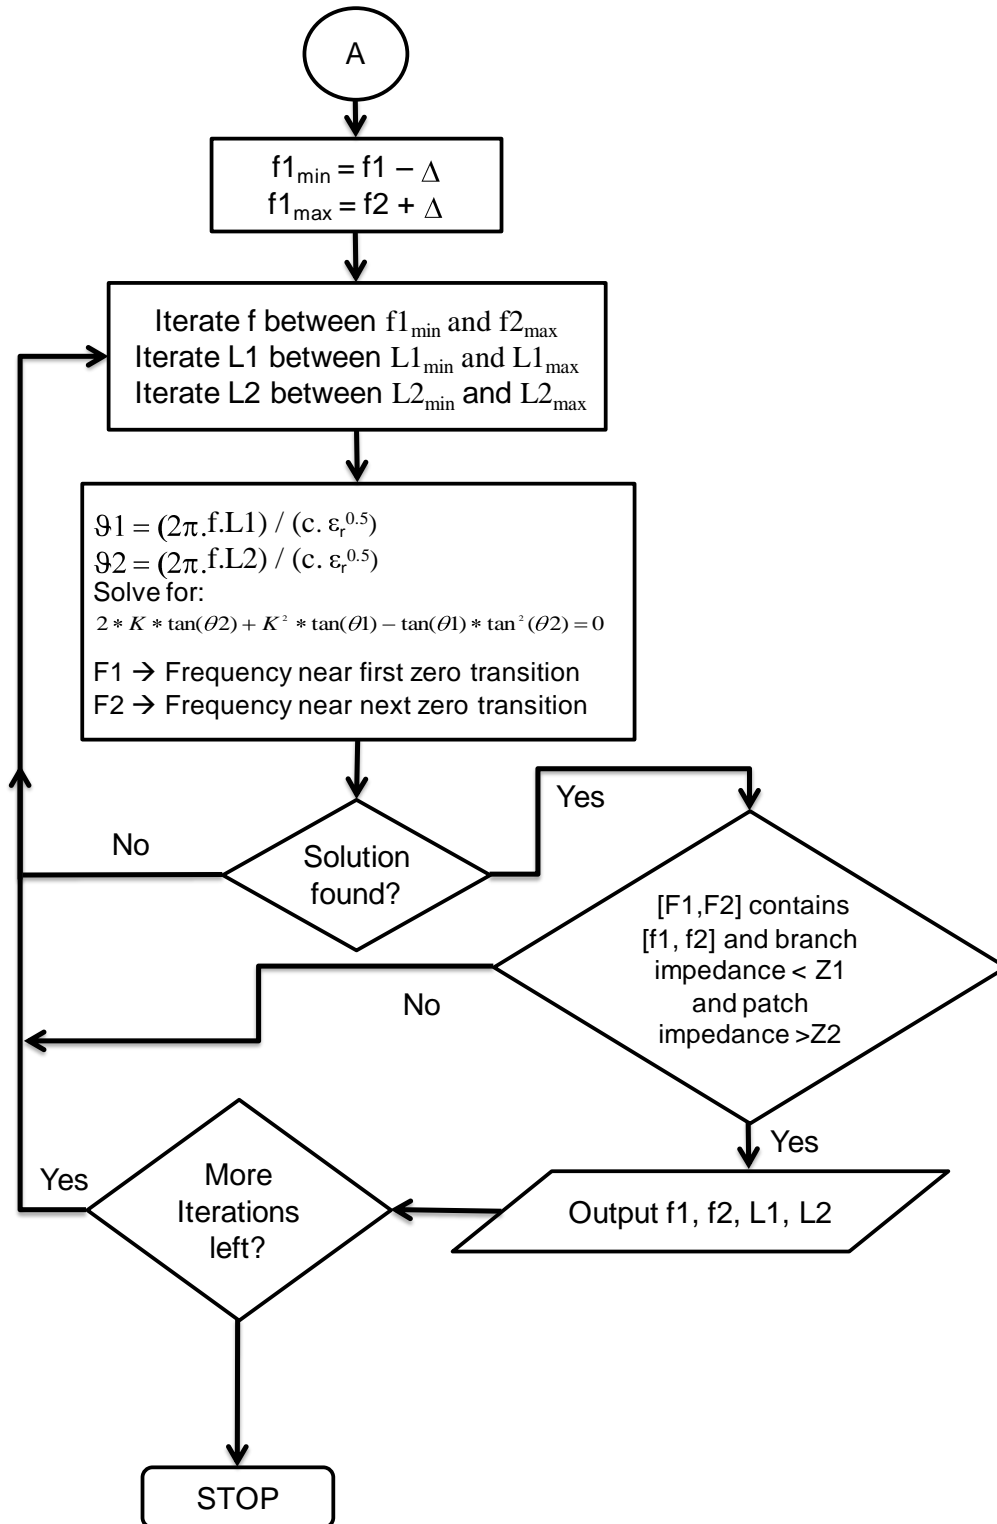 A
f1min = f1 – Δ
f1max = f2 + Δ
Iterate f between f1min and f2max
Iterate L1 between L1min and L1max
Iterate L2 between L2min and L2max
ϑ1 = (2π.f.L1) / (c. εr^0.5)
ϑ2 = (2π.f.L2) / (c. εr^0.5)
Solve for:
2 * K * tan(θ2) + K² * tan(θ1) − tan(θ1) * tan²(θ2) = 0
F1 → Frequency near first zero transition
F2 → Frequency near next zero transition
Yes
No
Solution
found?
[F1,F2] contains
[f1, f2] and branch
impedance < Z1
and patch
impedance >Z2
No
Yes
Yes
More
Iterations
left?
Output f1, f2, L1, L2
STOP